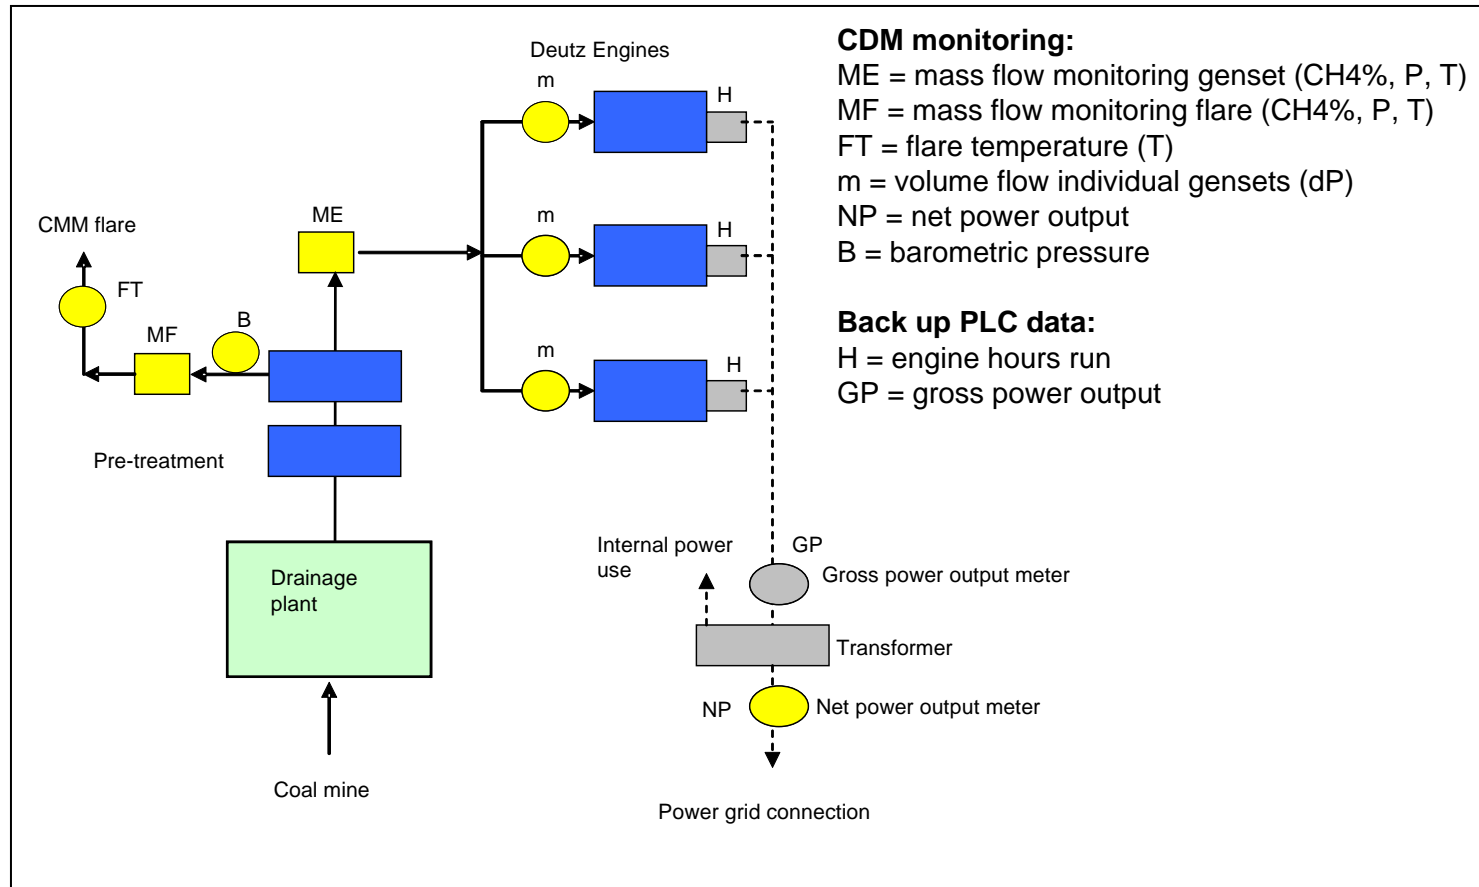 Deutz Engines
m
H
ME
m
H
CMM flare
FT
MF
B
m
H
Pre-treatment
Drainage
plant
Coal mine
Internal power
use
GP
Gross power output meter
Transformer
NP
Net power output meter
Power grid connection
CDM monitoring:
ME = mass flow monitoring genset (CH4%, P, T)
MF = mass flow monitoring flare (CH4%, P, T)
FT = flare temperature (T)
m = volume flow individual gensets (dP)
NP = net power output
B = barometric pressure
Back up PLC data:
H = engine hours run
GP = gross power output